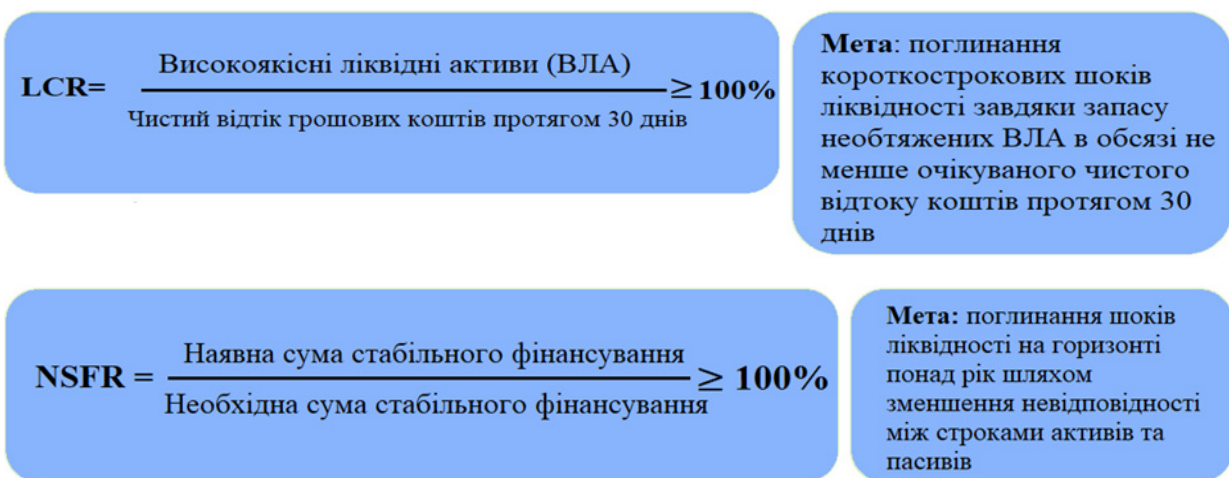 Високоякісні ліквідні активи (ВЛА)
LCR= ≥ 100%
Чистий відтік грошових коштів протягом 30 днів
Мета: поглинання
короткострокових шоків
ліквідності завдяки запасу
необтяжених ВЛА в обсязі не
менше очікуваного чистого
відтоку коштів протягом 30
днів
Наявна сума стабільного фінансування
NSFR = ≥ 100%
Необхідна сума стабільного фінансування
Мета: поглинання шоків
ліквідності на горизонті
понад рік шляхом
зменшення невідповідності
між строками активів та
пасивів